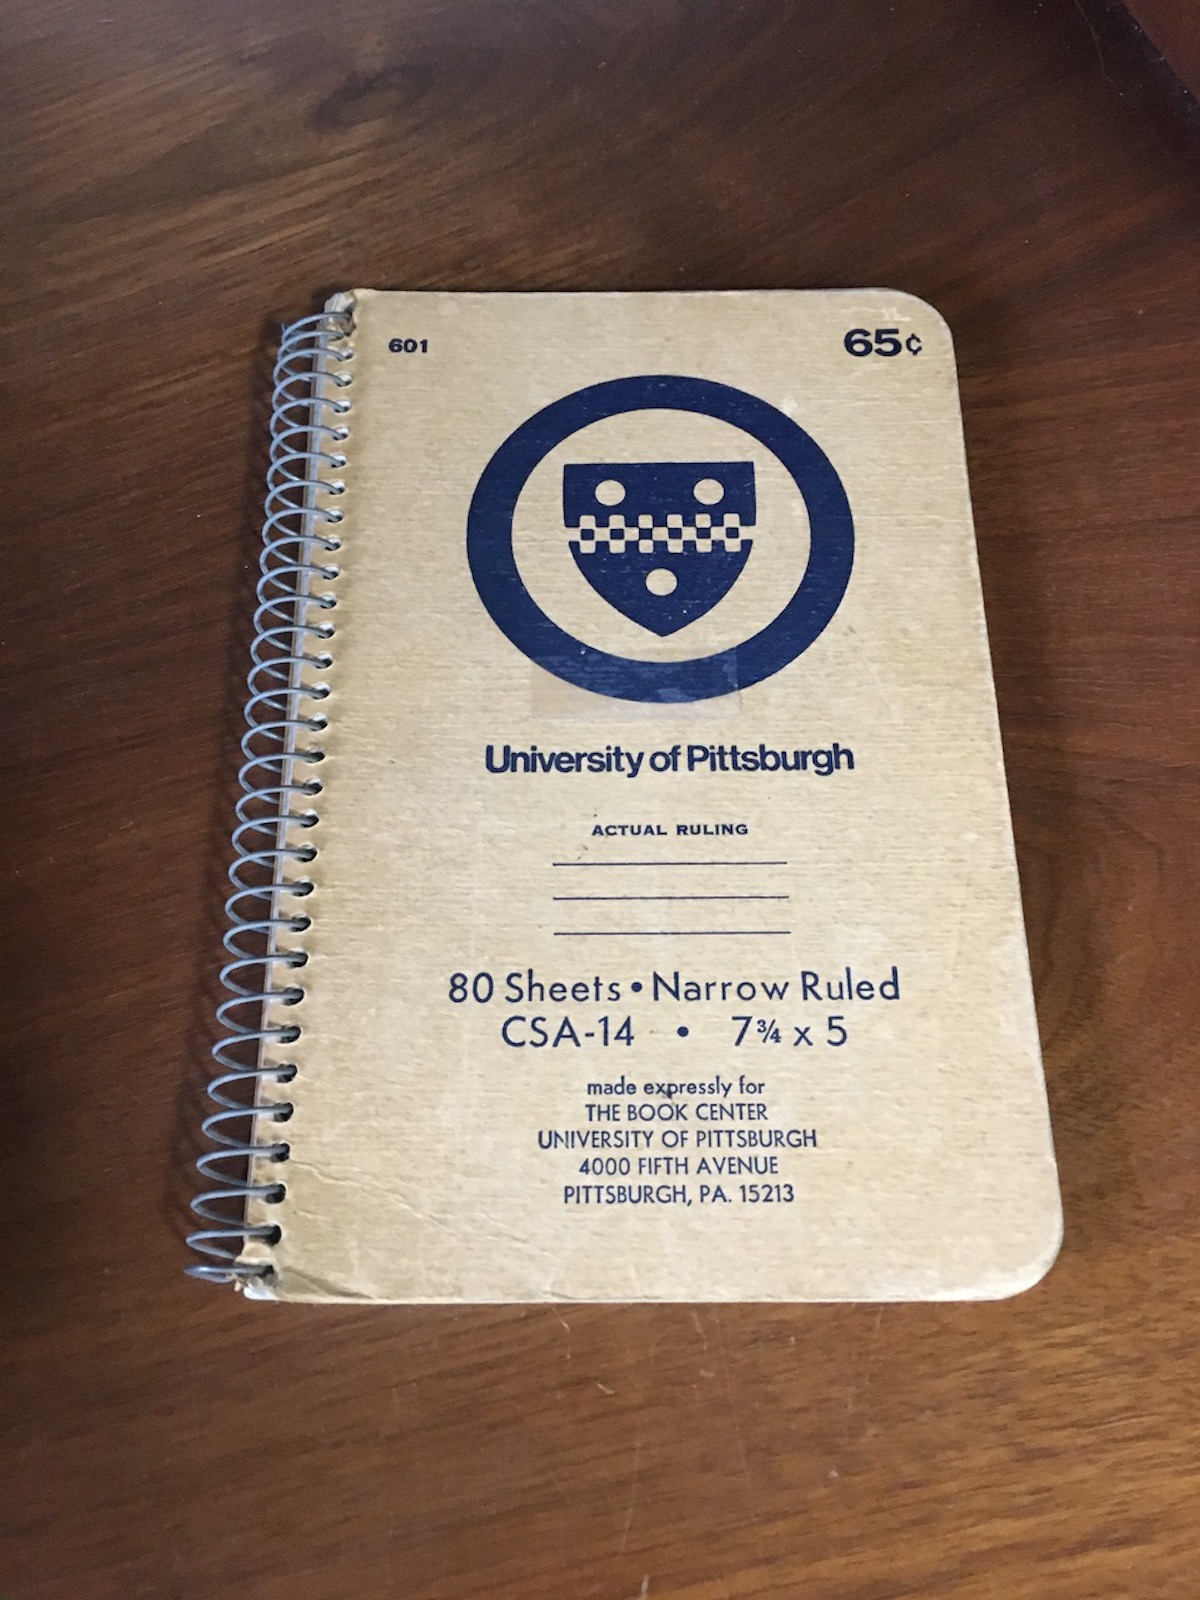 601
65¢
University of Pittsburgh
ACTUAL RULING
80 Sheets • Narrow Ruled
CSA-14 • 7¾ x 5
made expressly for
THE BOOK CENTER
UNIVERSITY OF PITTSBURGH
4000 FIFTH AVENUE
PITTSBURGH, PA. 15213